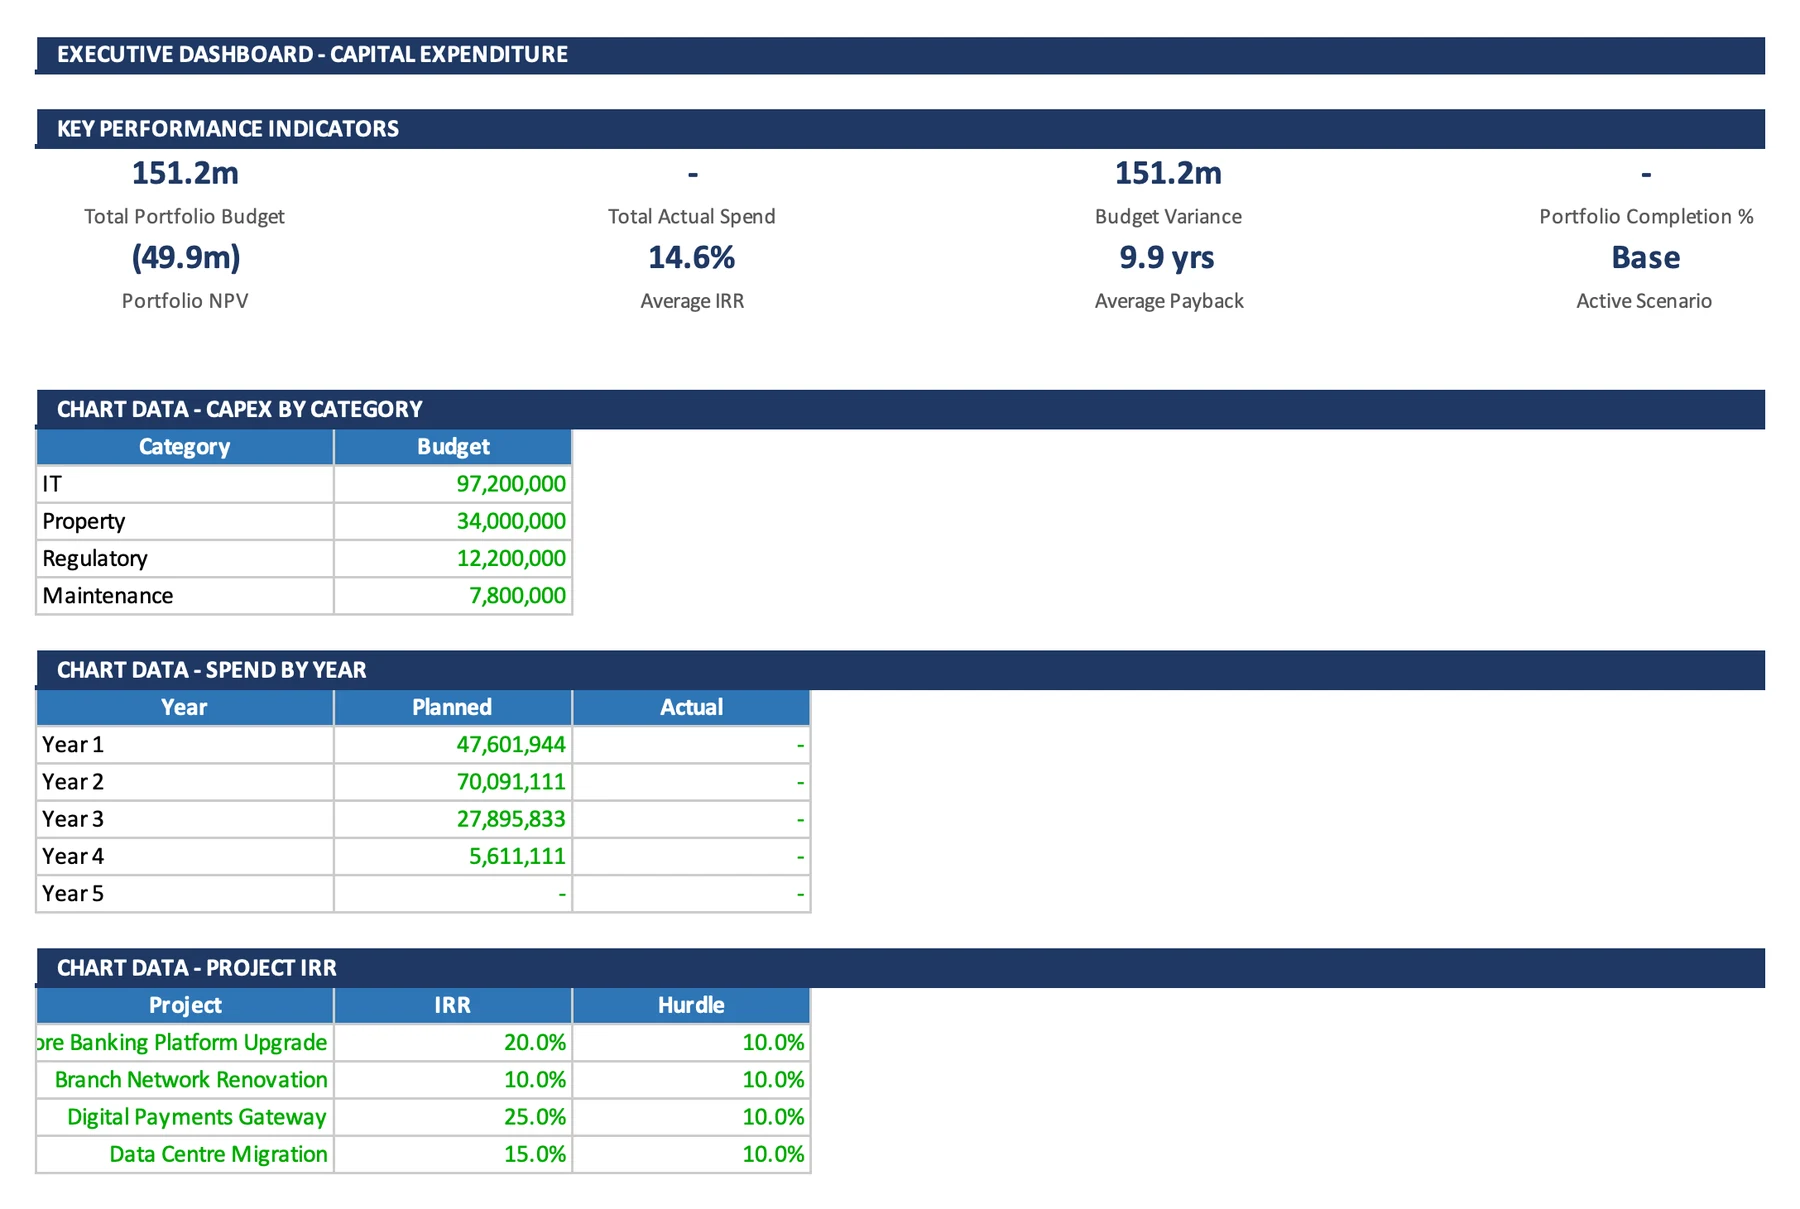 EXECUTIVE DASHBOARD - CAPITAL EXPENDITURE
KEY PERFORMANCE INDICATORS
151.2m - 151.2m -
Total Portfolio Budget Total Actual Spend Budget Variance Portfolio Completion %
(49.9m) 14.6% 9.9 yrs Base
Portfolio NPV Average IRR Average Payback Active Scenario
CHART DATA - CAPEX BY CATEGORY
Category Budget
IT 97,200,000
Property 34,000,000
Regulatory 12,200,000
Maintenance 7,800,000
CHART DATA - SPEND BY YEAR
Year Planned Actual
Year 1 47,601,944 -
Year 2 70,091,111 -
Year 3 27,895,833 -
Year 4 5,611,111 -
Year 5 - -
CHART DATA - PROJECT IRR
Project IRR Hurdle
ore Banking Platform Upgrade 20.0% 10.0%
Branch Network Renovation 10.0% 10.0%
Digital Payments Gateway 25.0% 10.0%
Data Centre Migration 15.0% 10.0%